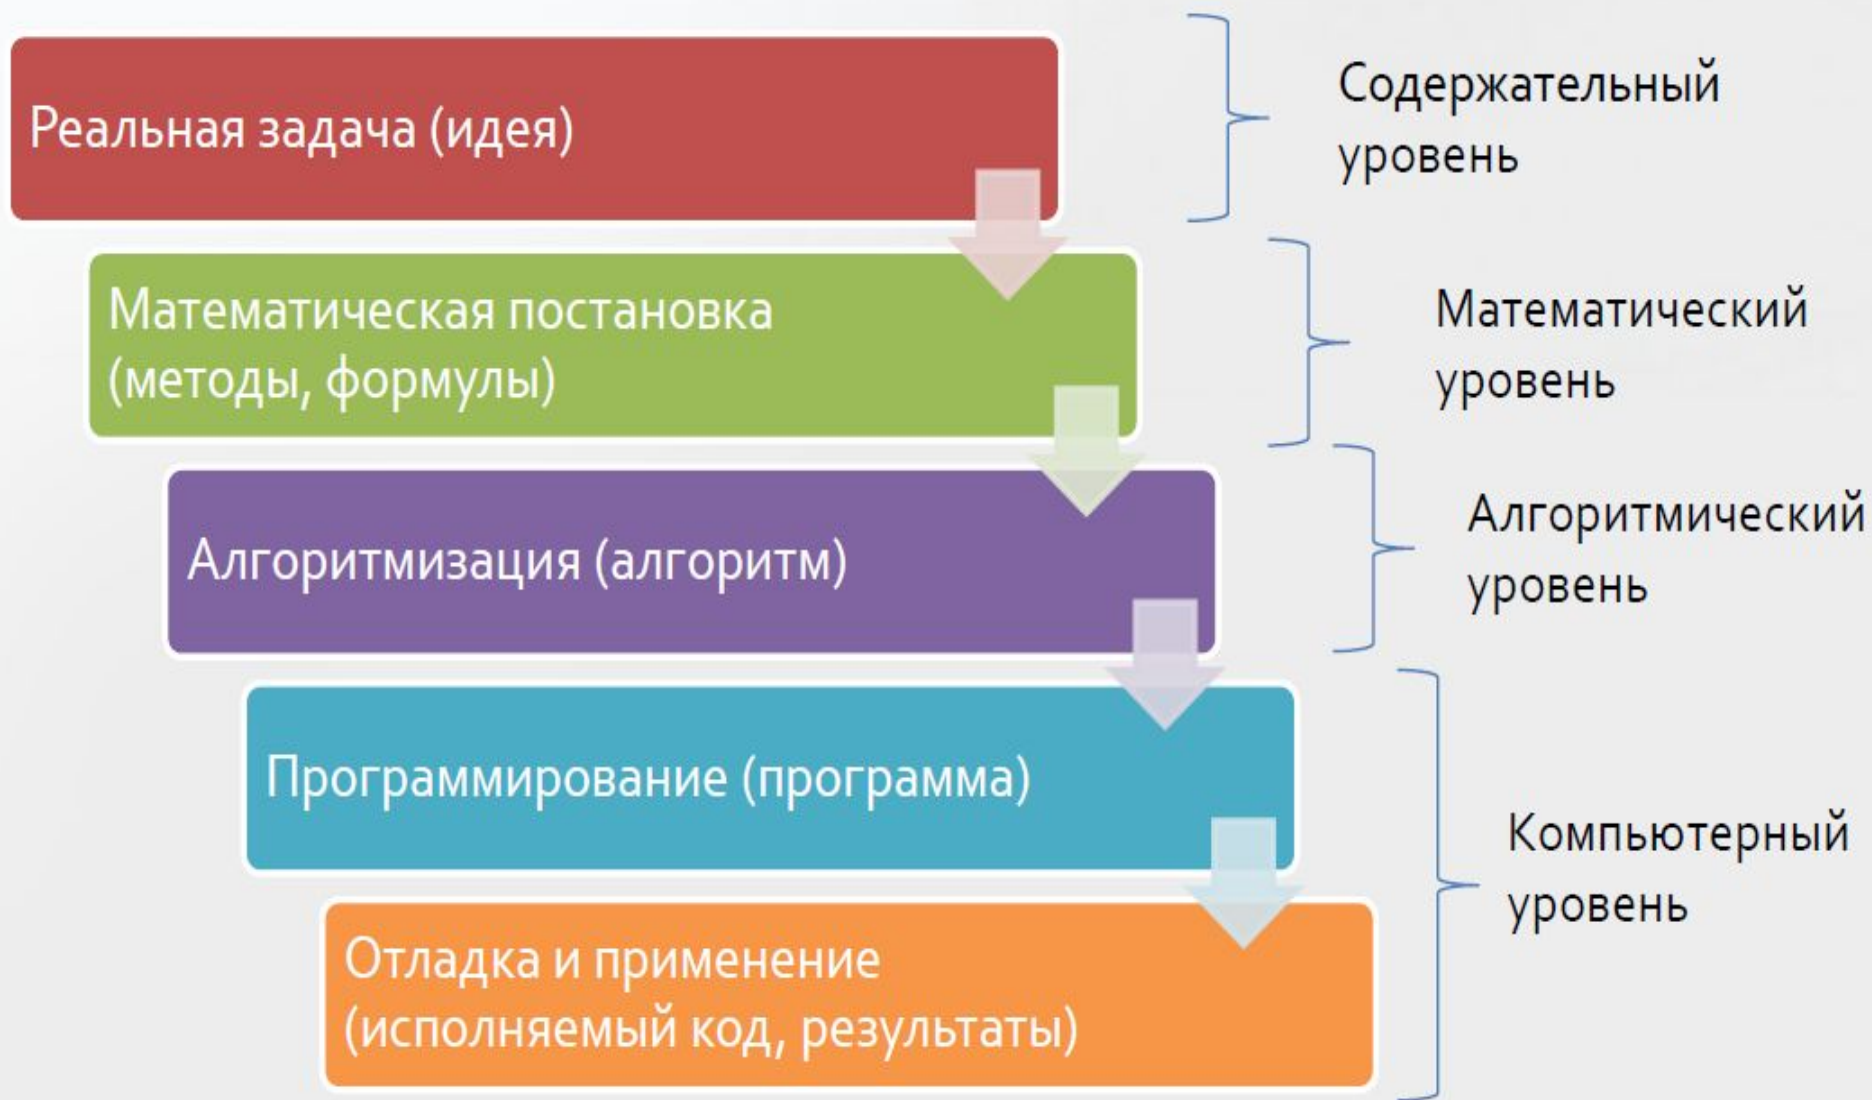 Реальная задача (идея)
Содержательный
уровень
Математическая постановка
(методы, формулы)
Математический
уровень
Алгоритмизация (алгоритм)
Алгоритмический
уровень
Программирование (программа)
Отладка и применение
(исполняемый код, результаты)
Компьютерный
уровень